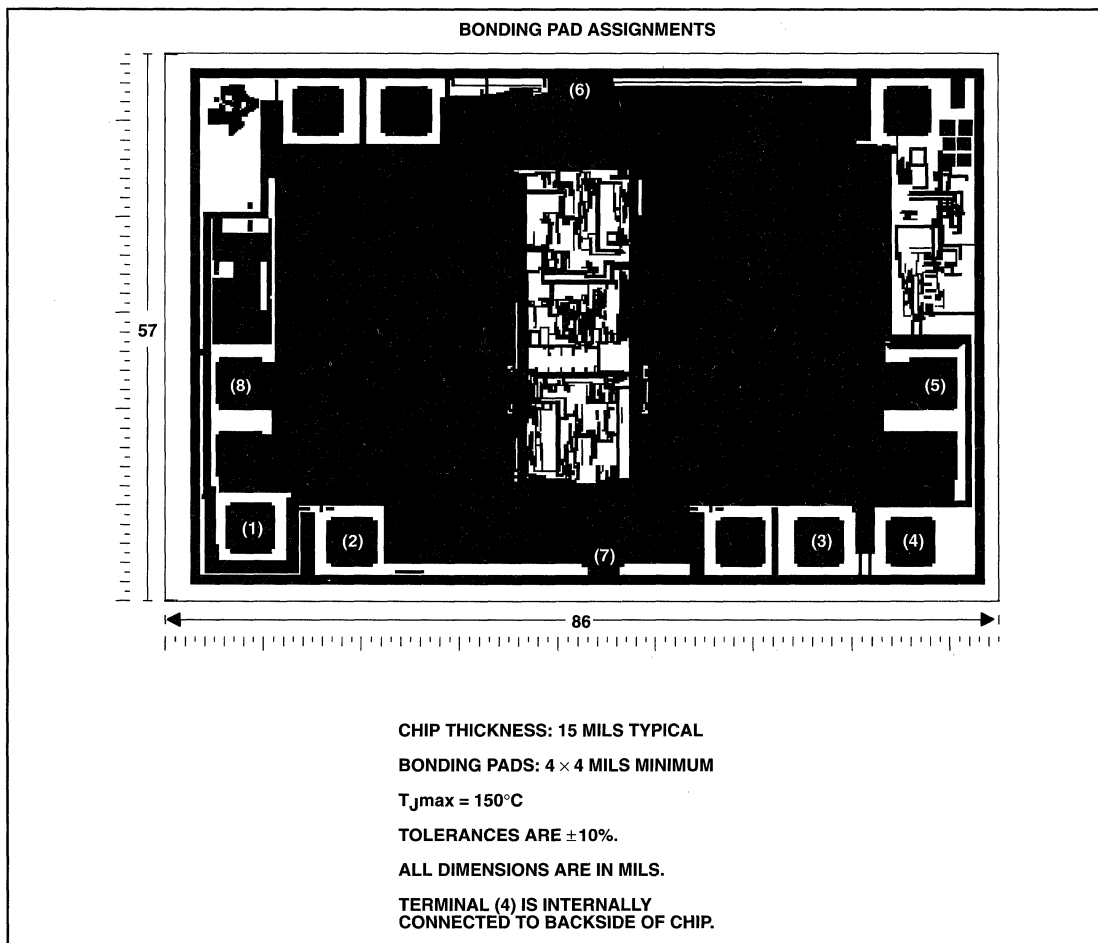 BONDING PAD ASSIGNMENTS
(6)
57
(8)
(5)
(1)
(2)
(7)
(3)
(4)
86
CHIP THICKNESS: 15 MILS TYPICAL
BONDING PADS: 4 × 4 MILS MINIMUM
TJmax = 150°C
TOLERANCES ARE ±10%.
ALL DIMENSIONS ARE IN MILS.
TERMINAL (4) IS INTERNALLY
CONNECTED TO BACKSIDE OF CHIP.